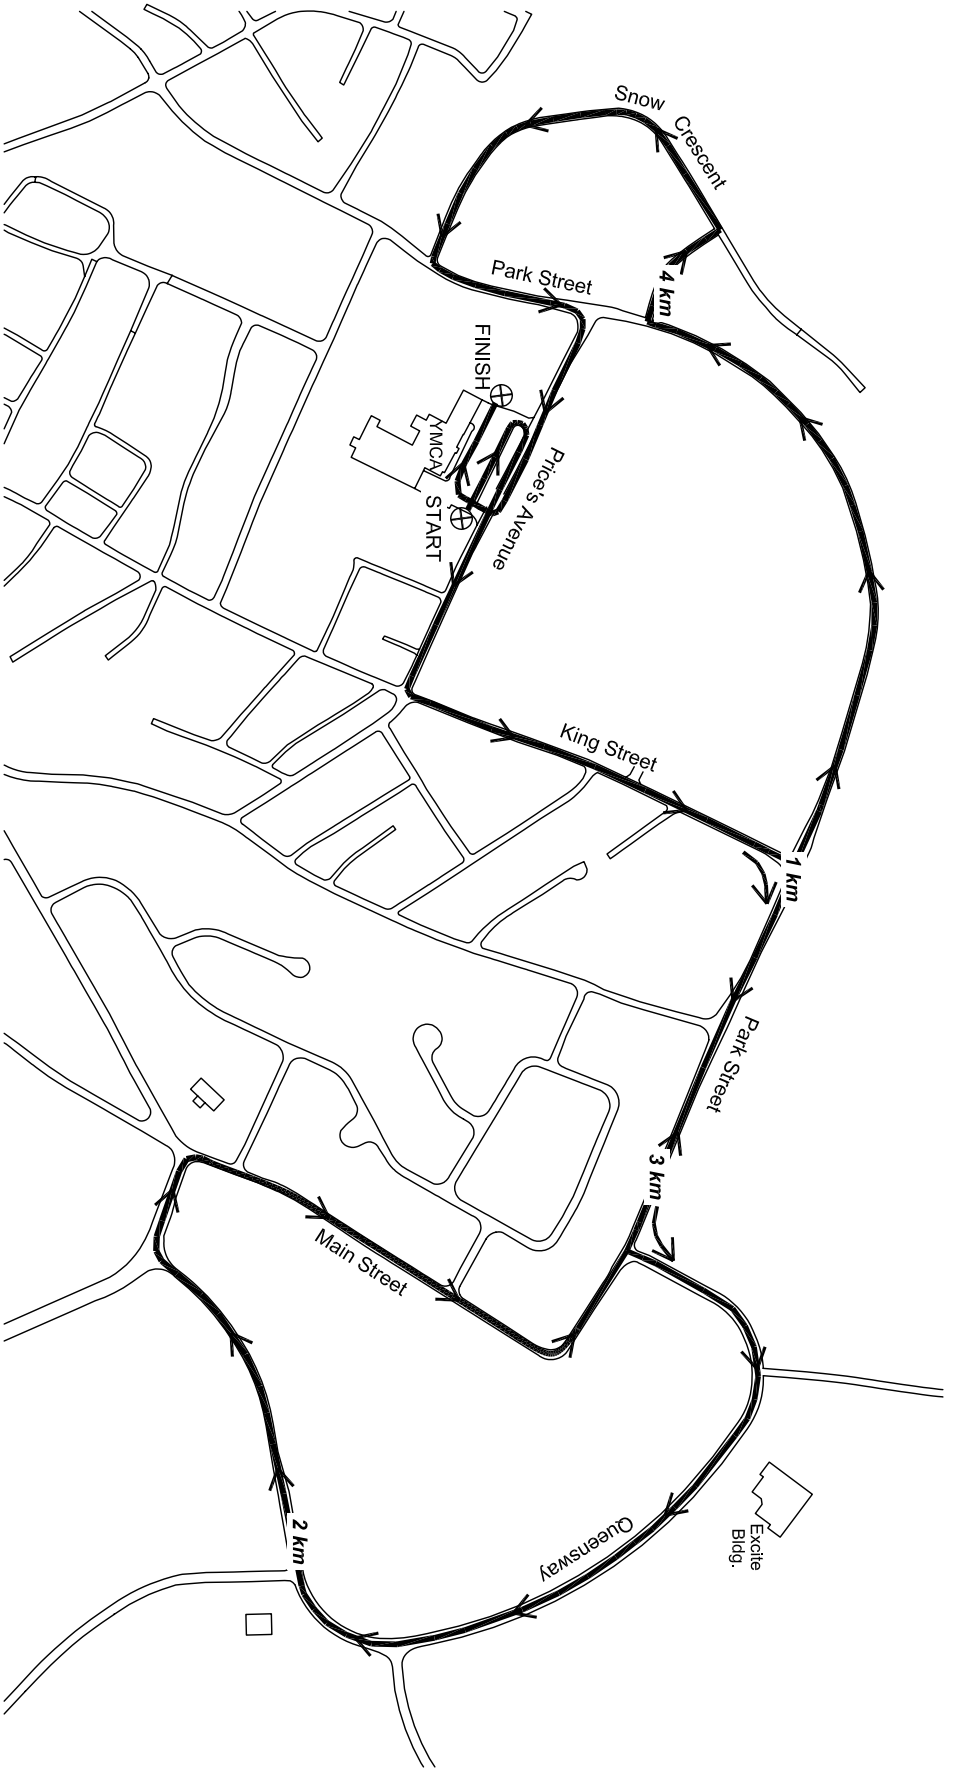 Snow
Crescent
4 km
Park Street
FINISH
YMCA
START
Price's Avenue
King Street
1 km
Park Street
3 km
Main Street
Queensway
Excite
Bldg.
2 km